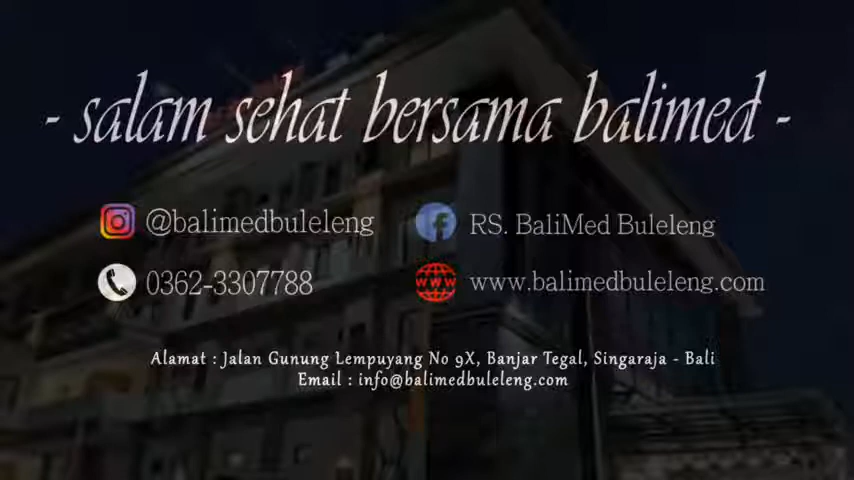 - salam sehat bersama balimed -
@balimedbuleleng
RS. BaliMed Buleleng
0362-3307788
www.balimedbuleleng.com
Alamat : Jalan Gunung Lempuyang No 9X, Banjar Tegal, Singaraja - Bali
Email : info@balimedbuleleng.com